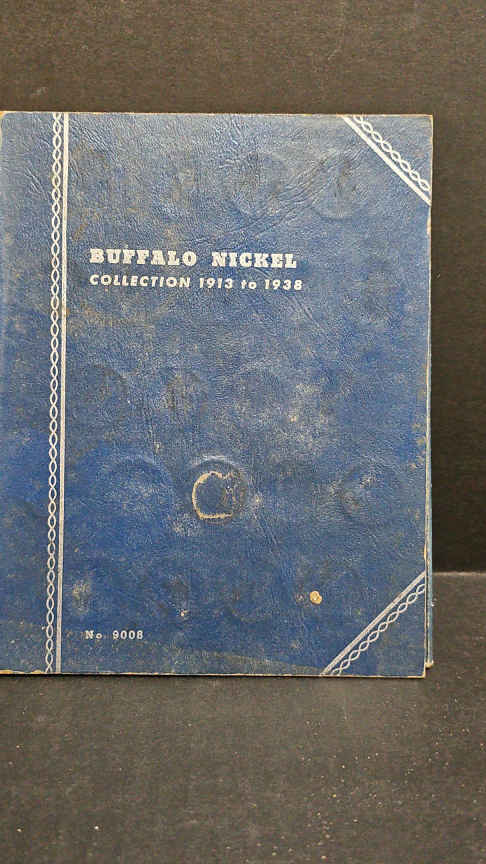 BUFFALO NICKEL
COLLECTION 1913 to 1938
No. 9008